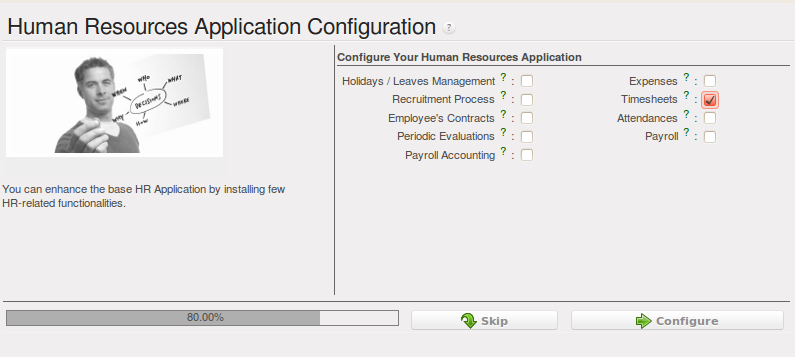 Human Resources Application Configuration ?
Configure Your Human Resources Application
Holidays / Leaves Management ? : Expenses ? :
Recruitment Process ? : Timesheets ? :
Employee's Contracts ? : Attendances ? :
Periodic Evaluations ? : Payroll ? :
Payroll Accounting ? :
WHO
WHAT
WHEN
DECISIONS
WHERE
WHY
HOW
You can enhance the base HR Application by installing few
HR-related functionalities.
80.00%
Skip
Configure